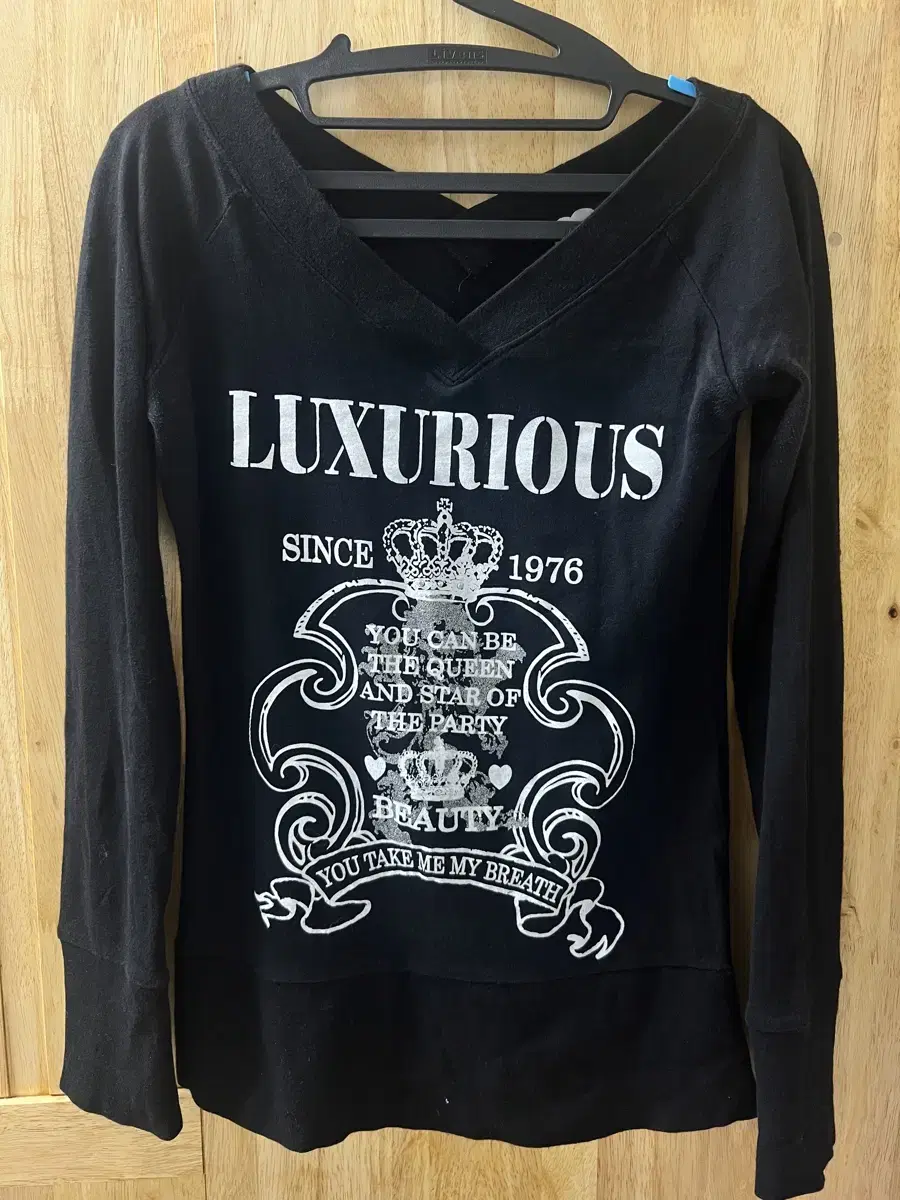 LUXURIOUS
SINCE 1976
YOU CAN BE
THE QUEEN
AND STAR OF
THE PARTY
BEAUTY
YOU TAKE ME MY BREATH